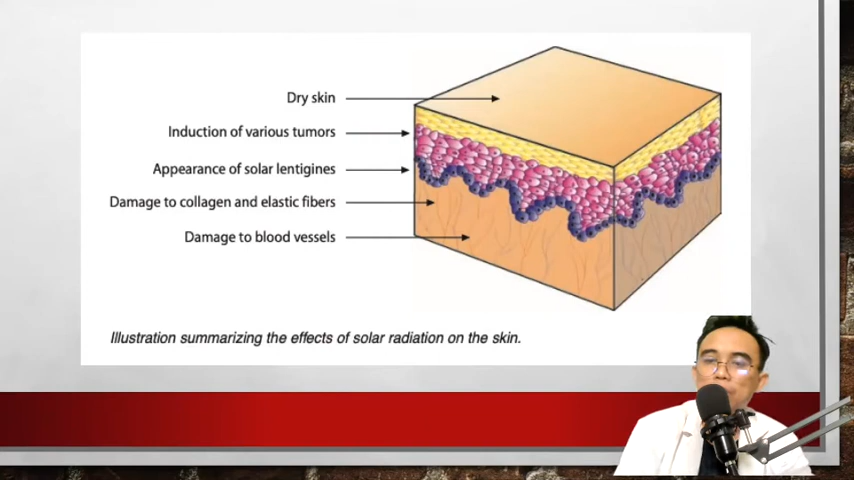 Dry skin
Induction of various tumors
Appearance of solar lentigines
Damage to collagen and elastic fibers
Damage to blood vessels
Illustration summarizing the effects of solar radiation on the skin.